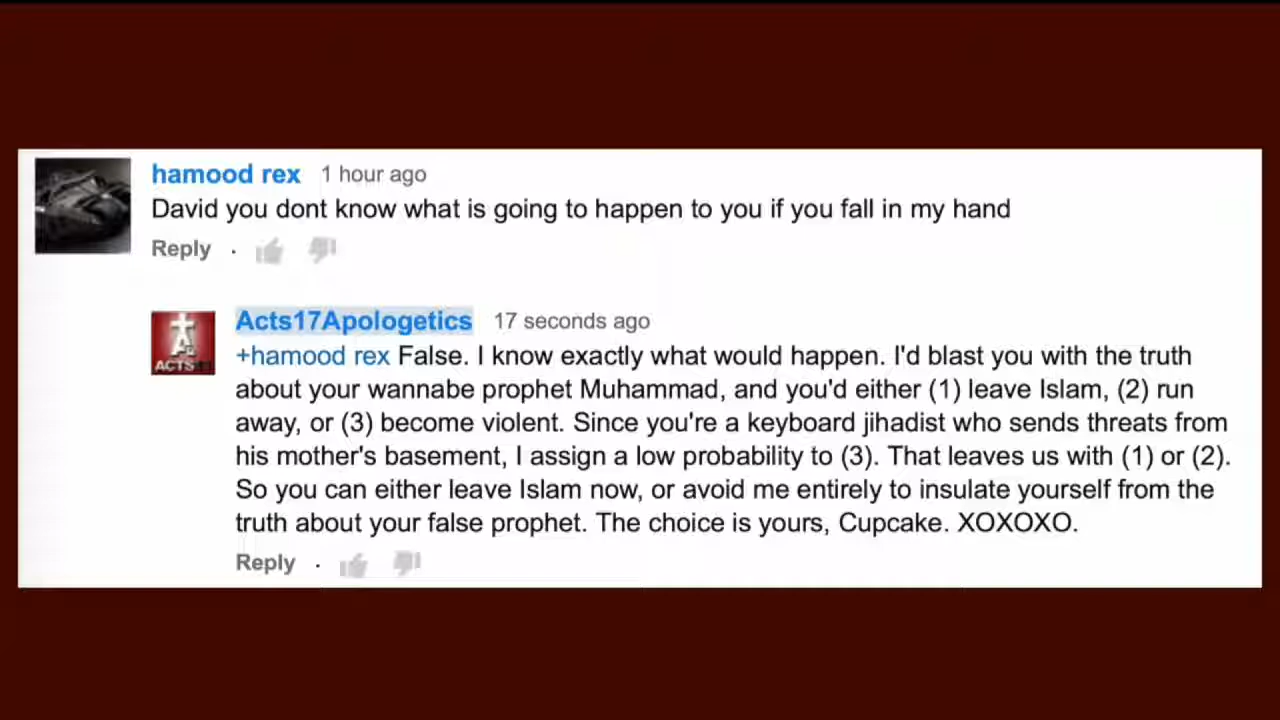 hamood rex 1 hour ago
David you dont know what is going to happen to you if you fall in my hand
Reply ·
Acts17Apologetics 17 seconds ago
+hamood rex False. I know exactly what would happen. I'd blast you with the truth
about your wannabe prophet Muhammad, and you'd either (1) leave Islam, (2) run
away, or (3) become violent. Since you're a keyboard jihadist who sends threats from
his mother's basement, I assign a low probability to (3). That leaves us with (1) or (2).
So you can either leave Islam now, or avoid me entirely to insulate yourself from the
truth about your false prophet. The choice is yours, Cupcake. XOXOXO.
ACTS
Reply ·